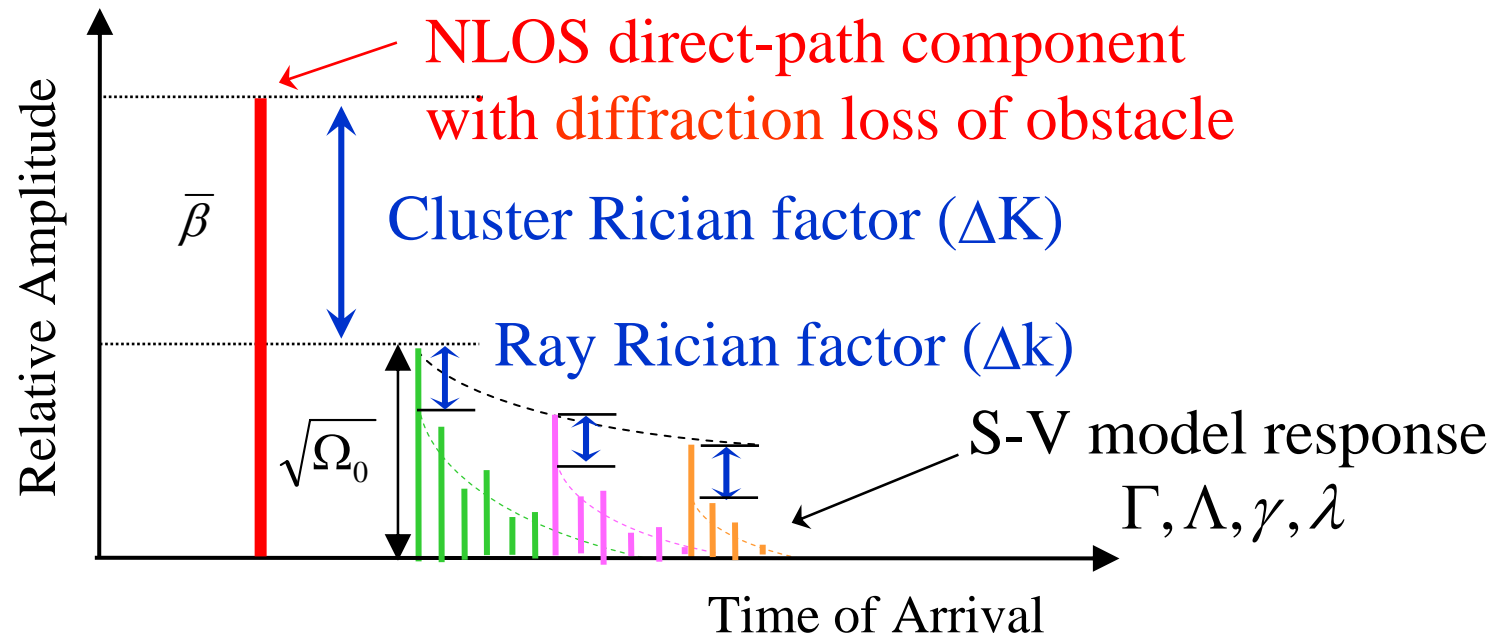 NLOS direct-path component
with diffraction loss of obstacle
Relative Amplitude
β̅
Cluster Rician factor (ΔK)
Ray Rician factor (Δk)
√Ω₀
S-V model response
Γ, Λ, γ, λ
Time of Arrival